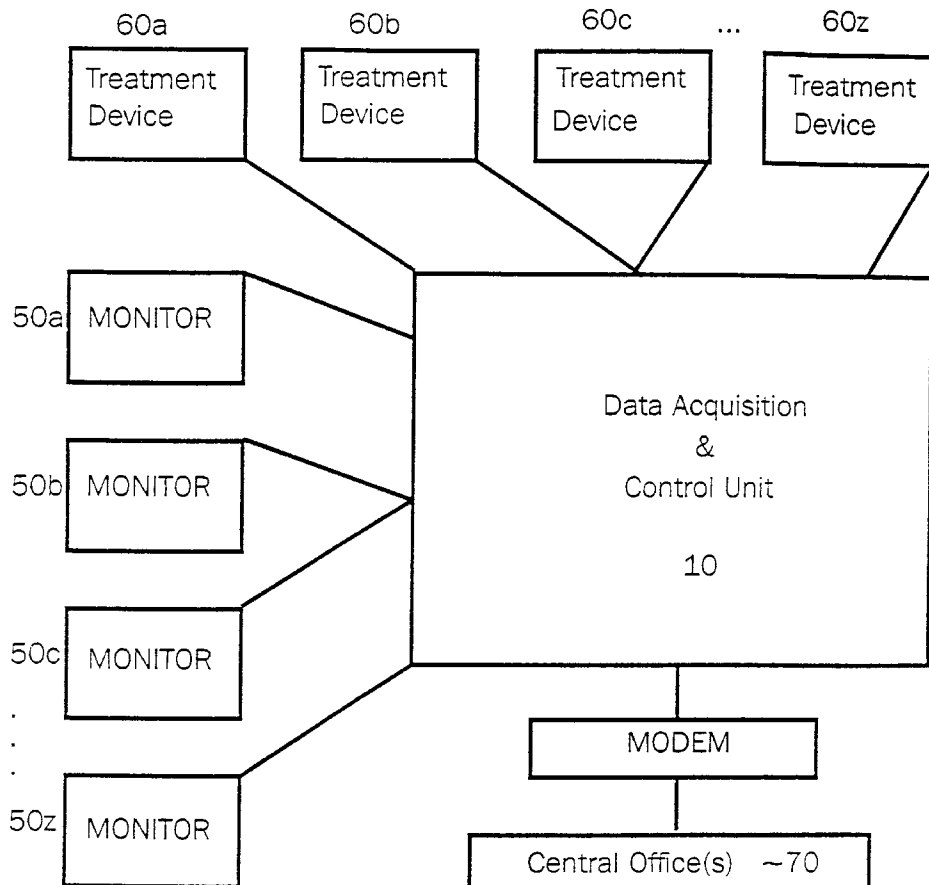 60a 60b 60c ... 60z
Treatment Device
Treatment Device
Treatment Device
Treatment Device
50a MONITOR
50b MONITOR
50c MONITOR
.
.
.
50z MONITOR
Data Acquisition
&
Control Unit
10
MODEM
Central Office(s) ~70